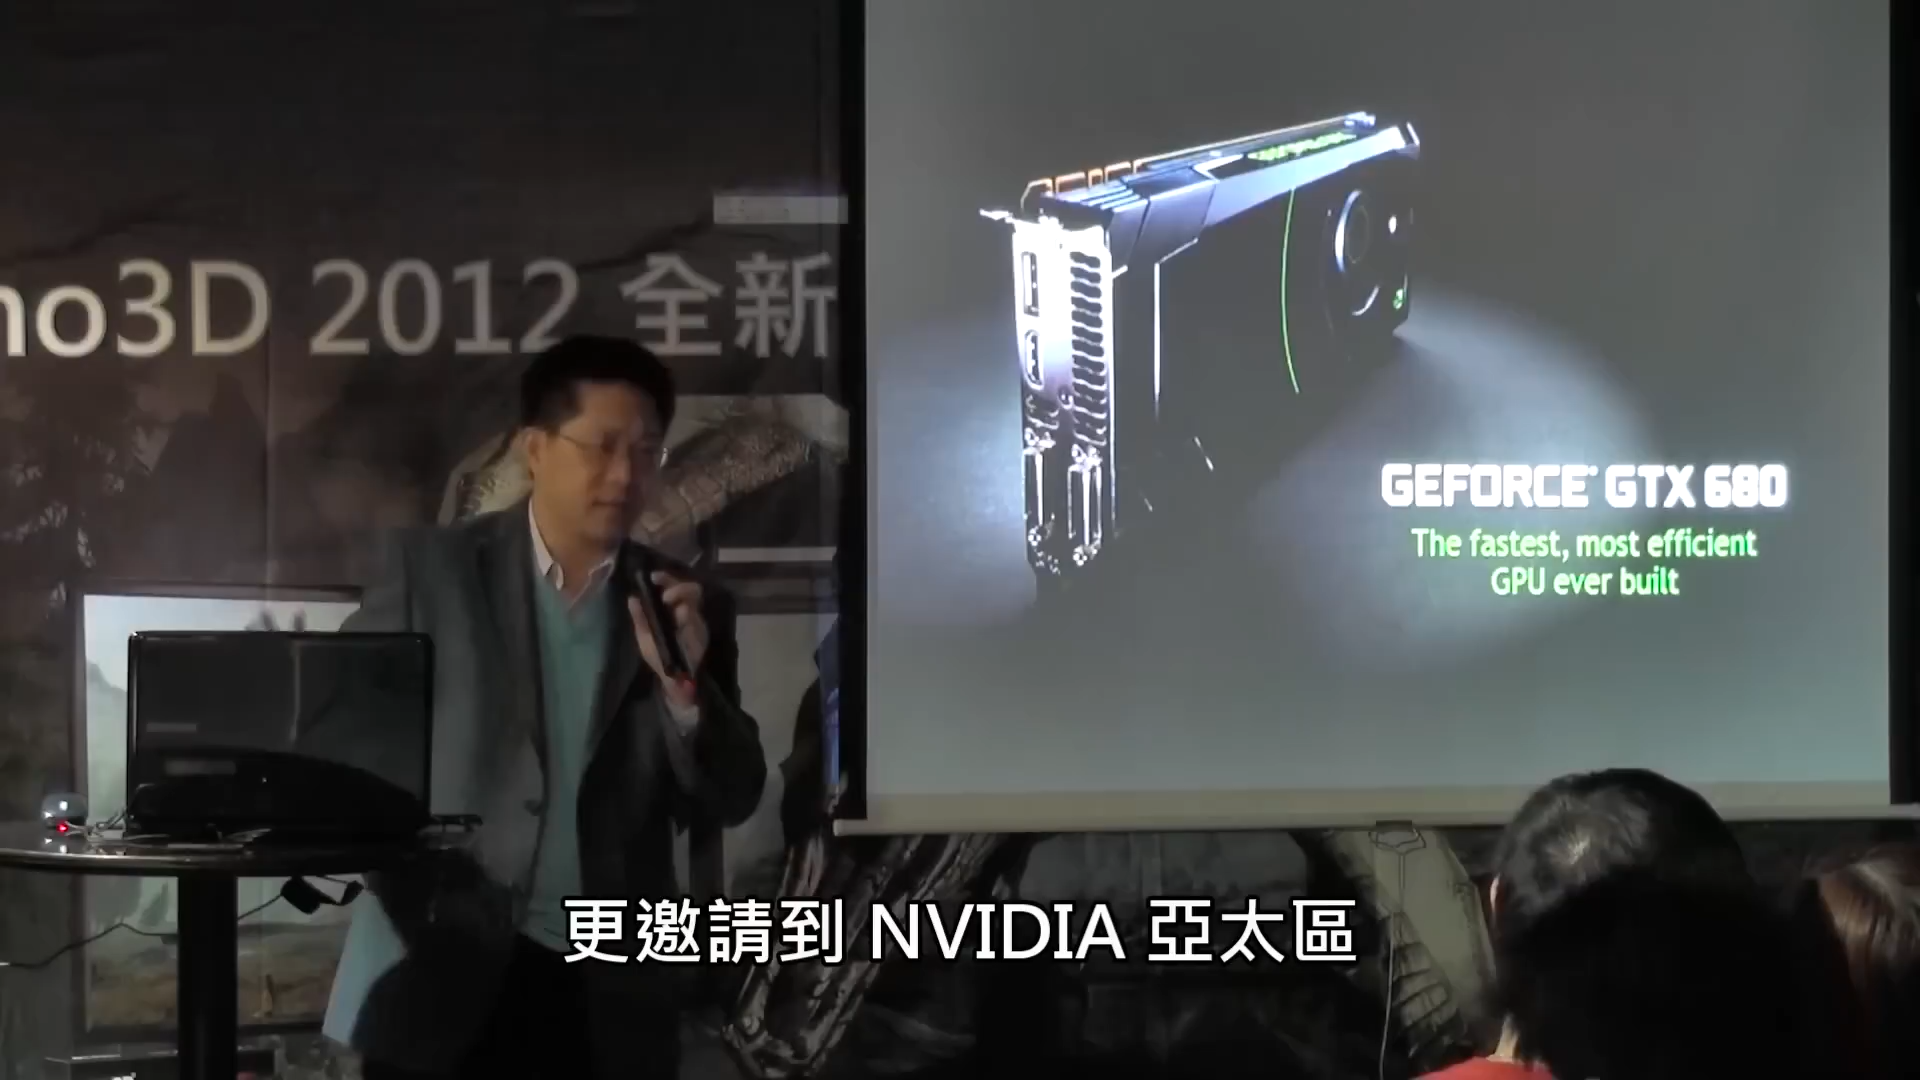 no3D 2012 全新
GEFORCE GTX 680
The fastest, most efficient
GPU ever built
更邀請到 NVIDIA 亞太區